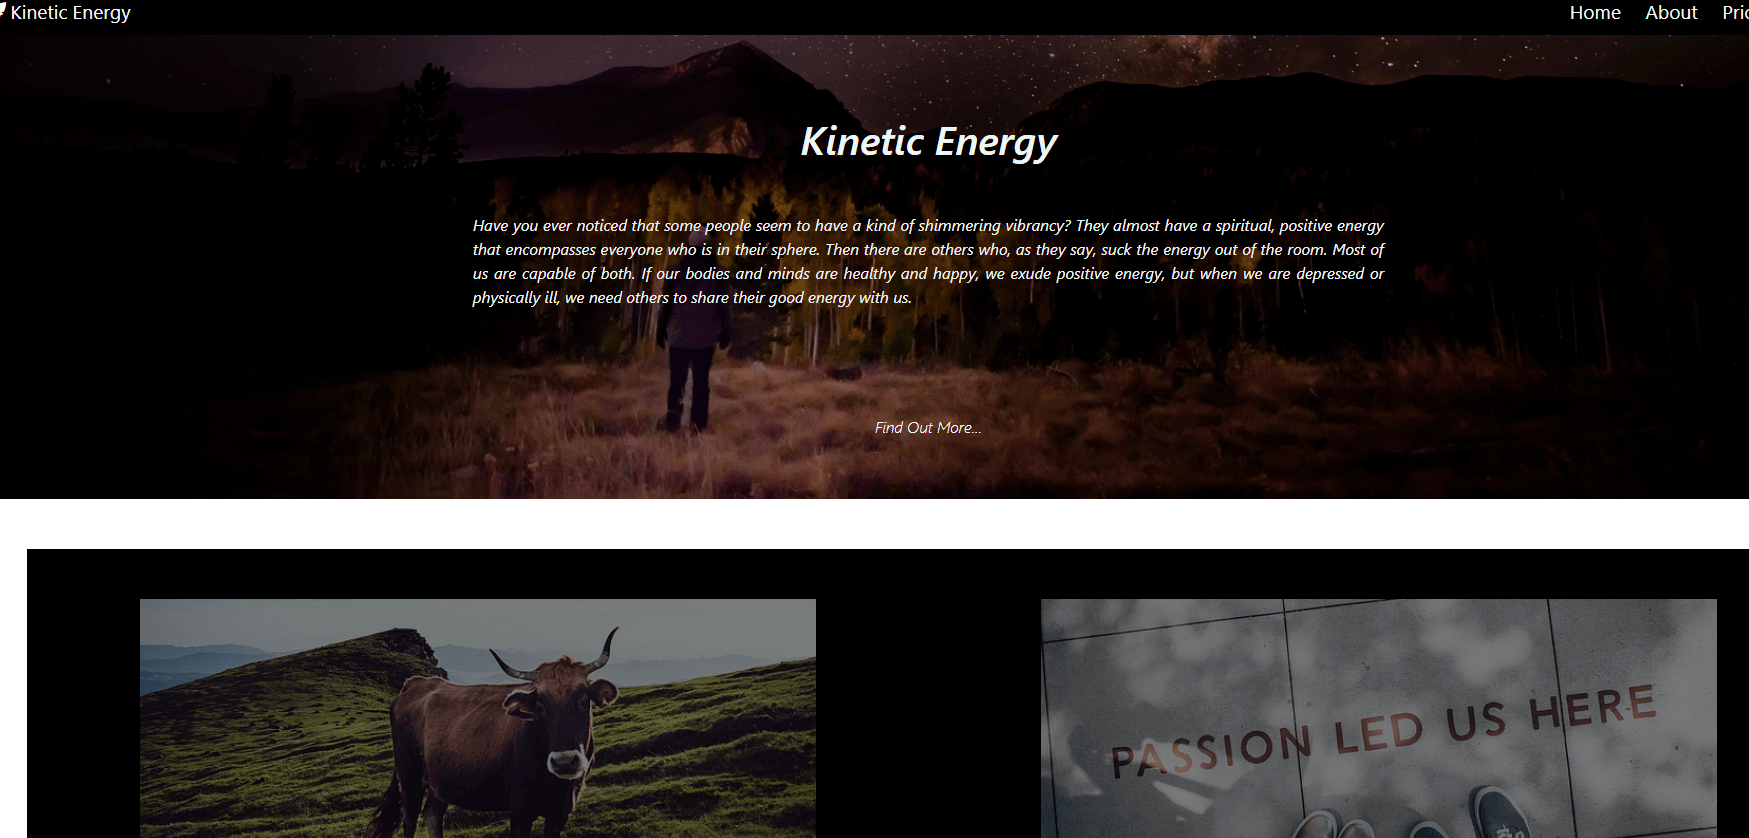 Kinetic Energy
Home About
Kinetic Energy
Have you ever noticed that some people seem to have a kind of shimmering vibrancy? They almost have a spiritual, positive energy
that encompasses everyone who is in their sphere. Then there are others who, as they say, suck the energy out of the room. Most of
us are capable of both. If our bodies and minds are healthy and happy, we exude positive energy, but when we are depressed or
physically ill, we need others to share their good energy with us.
Find Out More...
PASSION LED US HERE